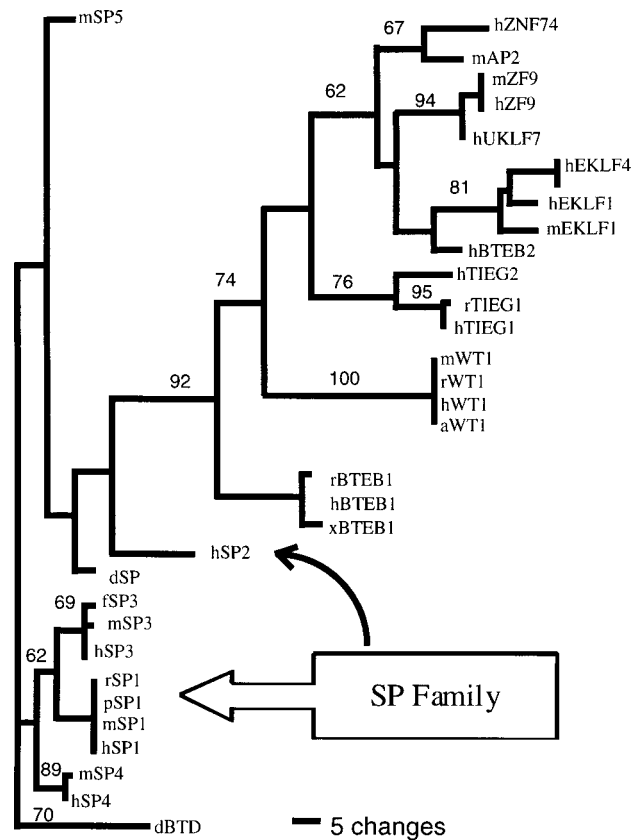 mSP5
67
hZNF74
mAP2
mZF9
62
94
hZF9
hUKLF7
hEKLF4
81
hEKLF1
mEKLF1
hBTEB2
74
76
hTIEG2
95
rTIEG1
hTIEG1
mWT1
92
100
rWT1
hWT1
aWT1
rBTEB1
hBTEB1
xBTEB1
hSP2
dSP
69
fSP3
mSP3
62
hSP3
rSP1
pSP1
mSP1
hSP1
SP Family
89
mSP4
hSP4
70
dBTD
5 changes